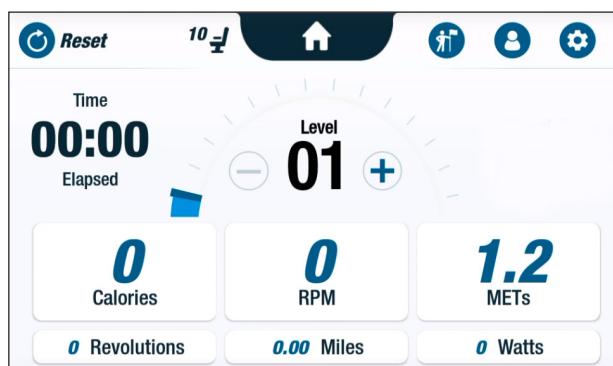 Reset
10
Time
00:00
Elapsed
Level
01
0
Calories
0
RPM
1.2
METs
0 Revolutions
0.00 Miles
0 Watts